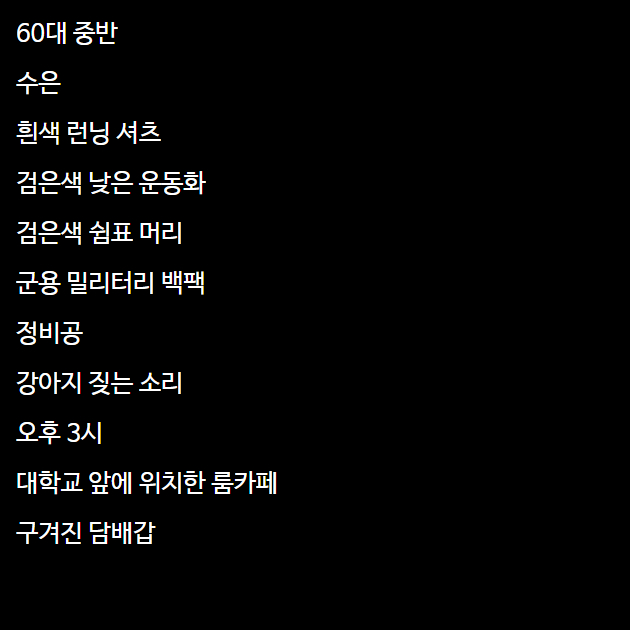 60대 중반
수은
흰색 런닝 셔츠
검은색 낮은 운동화
검은색 쉼표 머리
군용 밀리터리 백팩
정비공
강아지 짖는 소리
오후 3시
대학교 앞에 위치한 룸카페
구겨진 담배갑